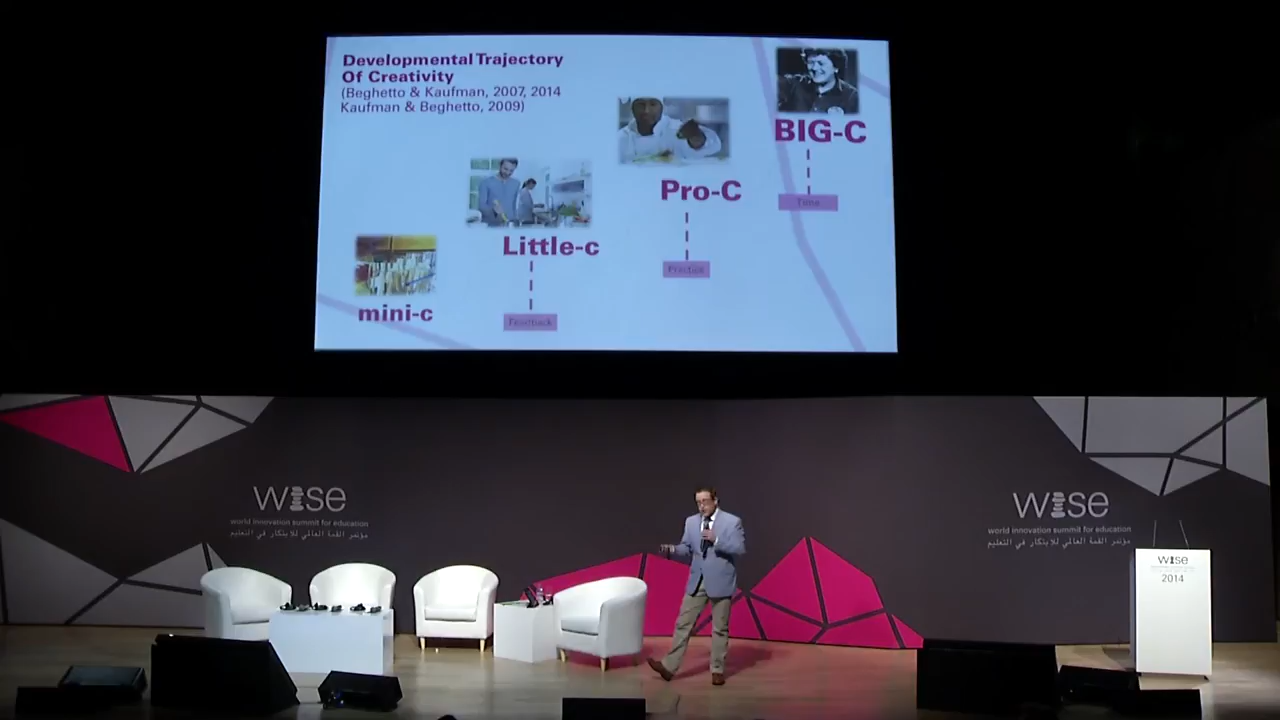 Developmental Trajectory
Of Creativity
(Beghetto & Kaufman, 2007, 2014
Kaufman & Beghetto, 2009)
BIG-C
Time
Pro-C
Practice
Little-c
Feedback
mini-c
wise
world innovation summit for education
مؤتمر القمة العالمي للابتكار في التعليم
wise
world innovation summit for education
مؤتمر القمة العالمي للابتكار في التعليم
wise
2014